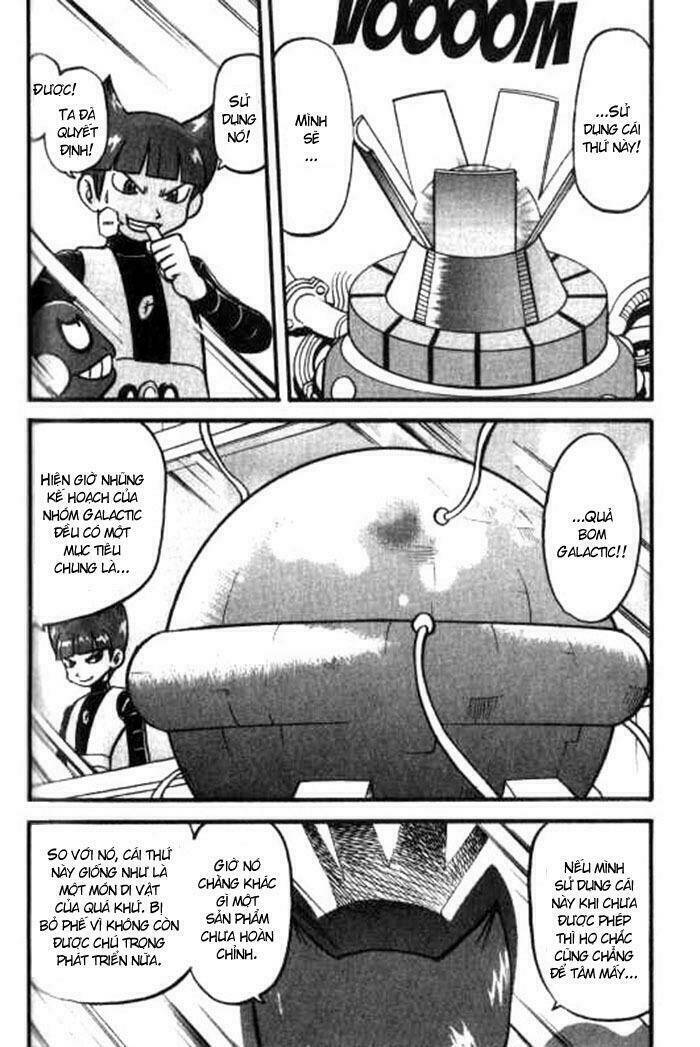 VOOOOM
...SỬ
DỤNG CÁI
THỨ NÀY!
MÌNH
SẼ
...
SỬ
DỤNG
NÓ!
ĐƯỢC!
TA ĐÃ
QUYẾT
ĐỊNH!
...QUẢ
BOM
GALACTIC!!
HIỆN GIỜ NHỮNG
KẾ HOẠCH CỦA
NHÓM GALACTIC
ĐỀU CÓ MỘT
MỤC TIÊU
CHUNG LÀ...
NẾU MÌNH
SỬ DỤNG CÁI
NÀY KHI CHƯA
ĐƯỢC PHÉP
THÌ HỌ CHẮC
CŨNG CHẲNG
ĐỂ TÂM MẤY...
GIỜ NÓ
CHẲNG KHÁC
GÌ MỘT
SẢN PHẨM
CHƯA HOÀN
CHỈNH.
SO VỚI NÓ, CÁI THỨ
NÀY GIỐNG NHƯ LÀ
MỘT MÓN DI VẬT
CỦA QUÁ KHỨ. BỊ
BỎ PHẾ VÌ KHÔNG CÒN
ĐƯỢC CHÚ TRỌNG
PHÁT TRIỂN NỮA.